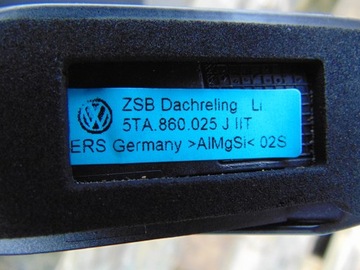 ZSB Dachreling Li
5TA.860.025 J IIT
ERS Germany >AlMgSi< 02S